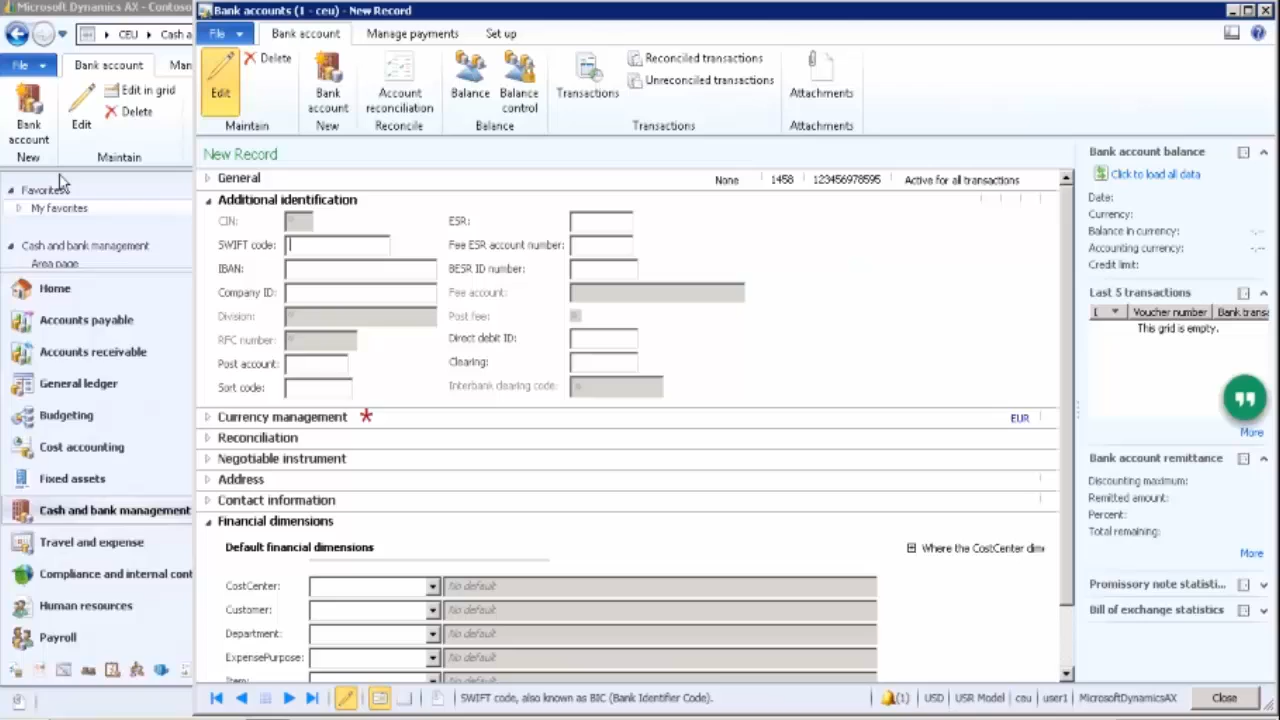 Microsoft Dynamics AX - Contoso
Bank accounts (1 - ceu) - New Record
CEU
Cash a
File
Bank account
Man
Edit in grid
Delete
Bank account
Edit
New
Maintain
Favorites
My favorites
Cash and bank management
Area page
Home
Accounts payable
Accounts receivable
General ledger
Budgeting
Cost accounting
Fixed assets
Cash and bank management
Travel and expense
Compliance and internal cont
Human resources
Payroll
File
Bank account
Manage payments
Set up
Edit
Delete
Bank account
Account reconciliation
Balance
Balance control
Transactions
Reconciled transactions
Unreconciled transactions
Attachments
Maintain
New
Reconcile
Balance
Transactions
Attachments
New Record
General
None 1458 123456978595 Active for all transactions
Additional identification
CIN:
ESR:
SWIFT code:
Fee ESR account number:
IBAN:
BESR ID number:
Company ID:
Fee account:
Division:
Post fee:
RFC number:
Direct debit ID:
Post account:
Clearing:
Sort code:
Interbank clearing code:
Currency management *
EUR
Reconciliation
Negotiable instrument
Address
Contact information
Financial dimensions
Default financial dimensions
Where the CostCenter dim
CostCenter: No default
Customer: No default
Department: No default
ExpensePurpose: No default
Item:
Bank account balance
Click to load all data
Date:
Currency:
Balance in currency: -.--
Accounting currency: -.--
Credit limit:
Last 5 transactions
Voucher number
Bank trans
This grid is empty.
More
Bank account remittance
Discounting maximum:
Remitted amount:
Percent:
Total remaining:
More
Promissory note statisti...
Bill of exchange statistics
SWIFT code, also known as BIC (Bank Identifier Code).
(1) USD USR Model ceu user1 MicrosoftDynamicsAX
Close